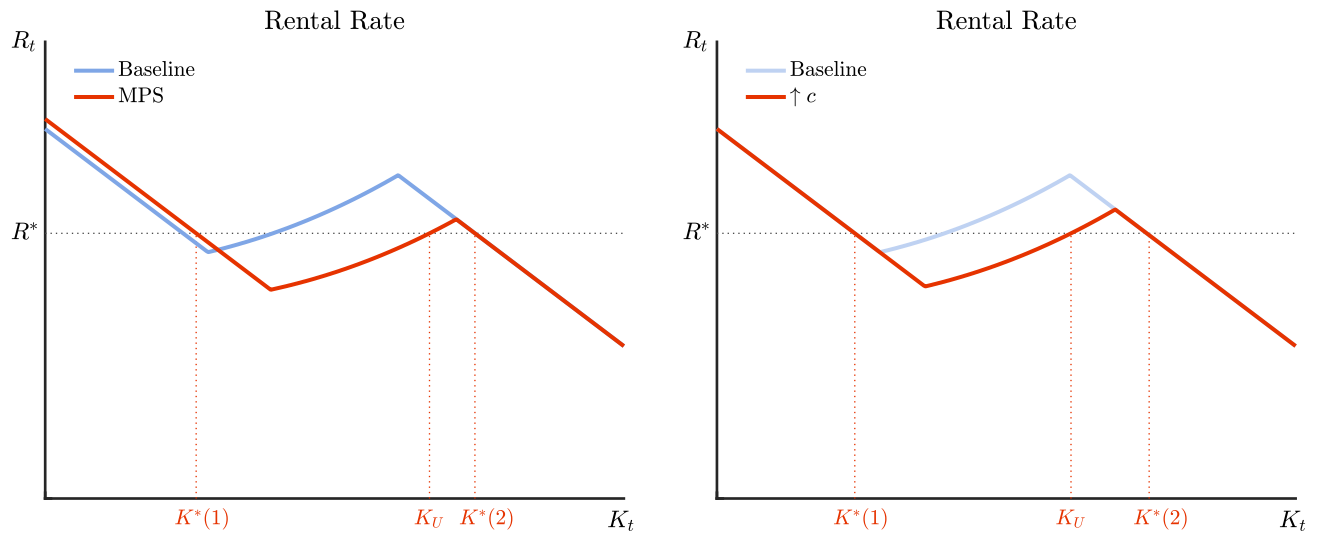 Rental Rate
R_t
Baseline
MPS
R*
K*(1)
K_U
K*(2)
K_t
Rental Rate
R_t
Baseline
↑ c
R*
K*(1)
K_U
K*(2)
K_t